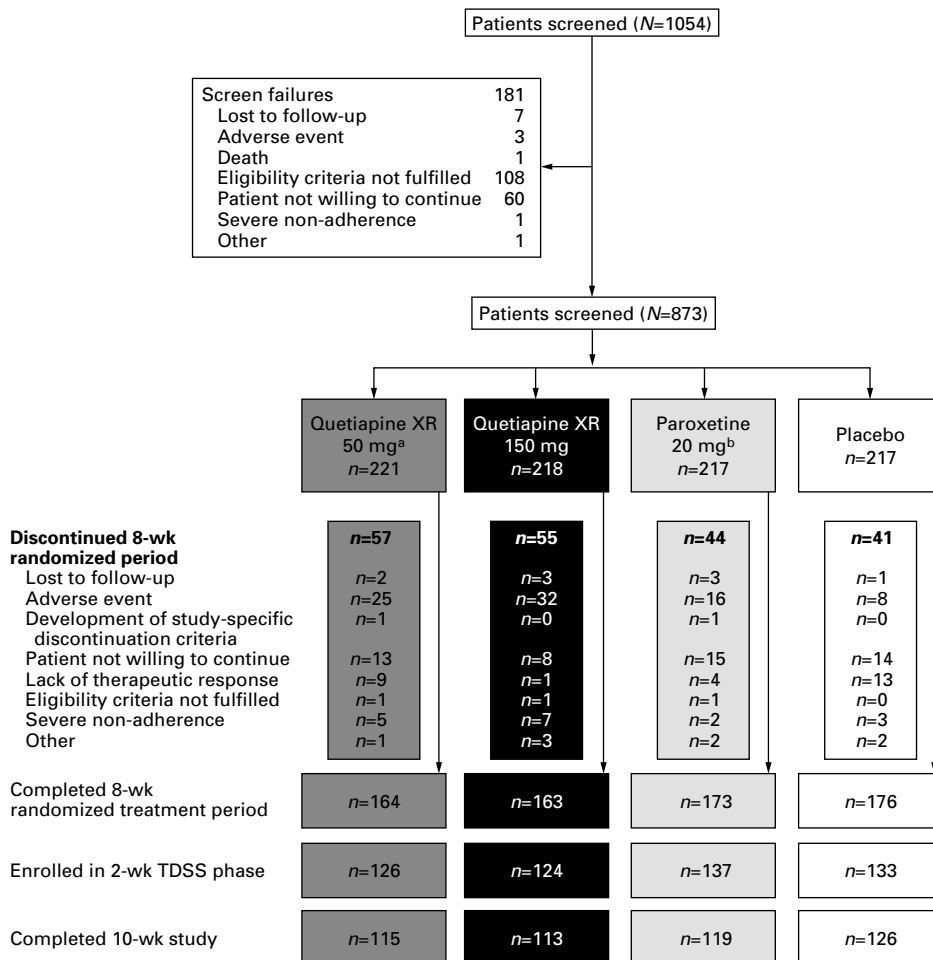 Patients screened (N=1054)
Screen failures 181
Lost to follow-up 7
Adverse event 3
Death 1
Eligibility criteria not fulfilled 108
Patient not willing to continue 60
Severe non-adherence 1
Other 1
Patients screened (N=873)
Quetiapine XR
50 mgᵃ
n=221
Quetiapine XR
150 mg
n=218
Paroxetine
20 mgᵇ
n=217
Placebo
n=217
Discontinued 8-wk n=57 n=55 n=44 n=41
randomized period
Lost to follow-up n=2 n=3 n=3 n=1
Adverse event n=25 n=32 n=16 n=8
Development of study-specific n=1 n=0 n=1 n=0
discontinuation criteria
Patient not willing to continue n=13 n=8 n=15 n=14
Lack of therapeutic response n=9 n=1 n=4 n=13
Eligibility criteria not fulfilled n=1 n=1 n=1 n=0
Severe non-adherence n=5 n=7 n=2 n=3
Other n=1 n=3 n=2 n=2
Completed 8-wk
randomized treatment period n=164 n=163 n=173 n=176
Enrolled in 2-wk TDSS phase n=126 n=124 n=137 n=133
Completed 10-wk study n=115 n=113 n=119 n=126